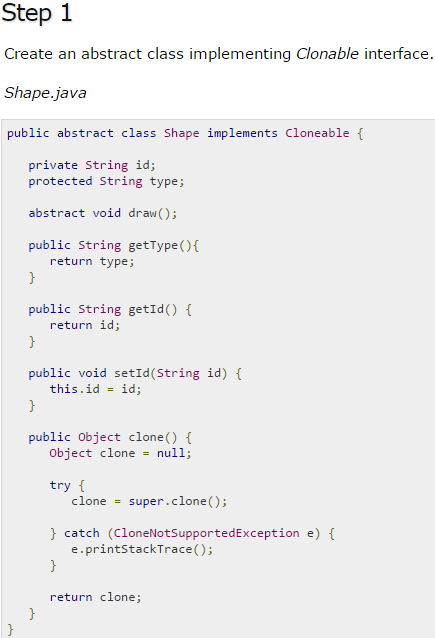 Step 1
Create an abstract class implementing Clonable interface.
Shape.java
public abstract class Shape implements Cloneable {
private String id;
protected String type;
abstract void draw();
public String getType(){
return type;
}
public String getId() {
return id;
}
public void setId(String id) {
this.id = id;
}
public Object clone() {
Object clone = null;
try {
clone = super.clone();
} catch (CloneNotSupportedException e) {
e.printStackTrace();
}
return clone;
}
}